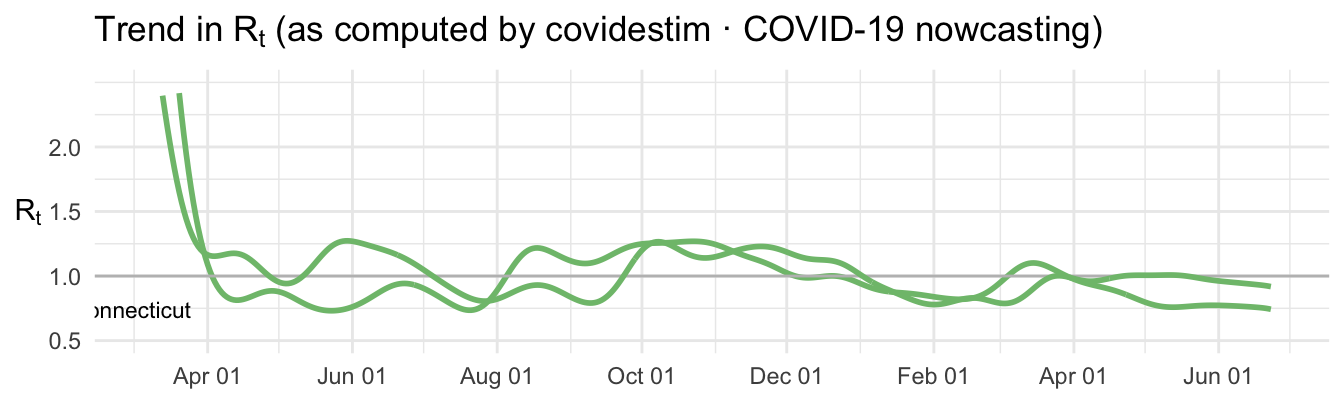 Trend in Rt (as computed by covidestim · COVID-19 nowcasting)
2.0
Rt 1.5
1.0
onnecticut
0.5
Apr 01 Jun 01 Aug 01 Oct 01 Dec 01 Feb 01 Apr 01 Jun 01